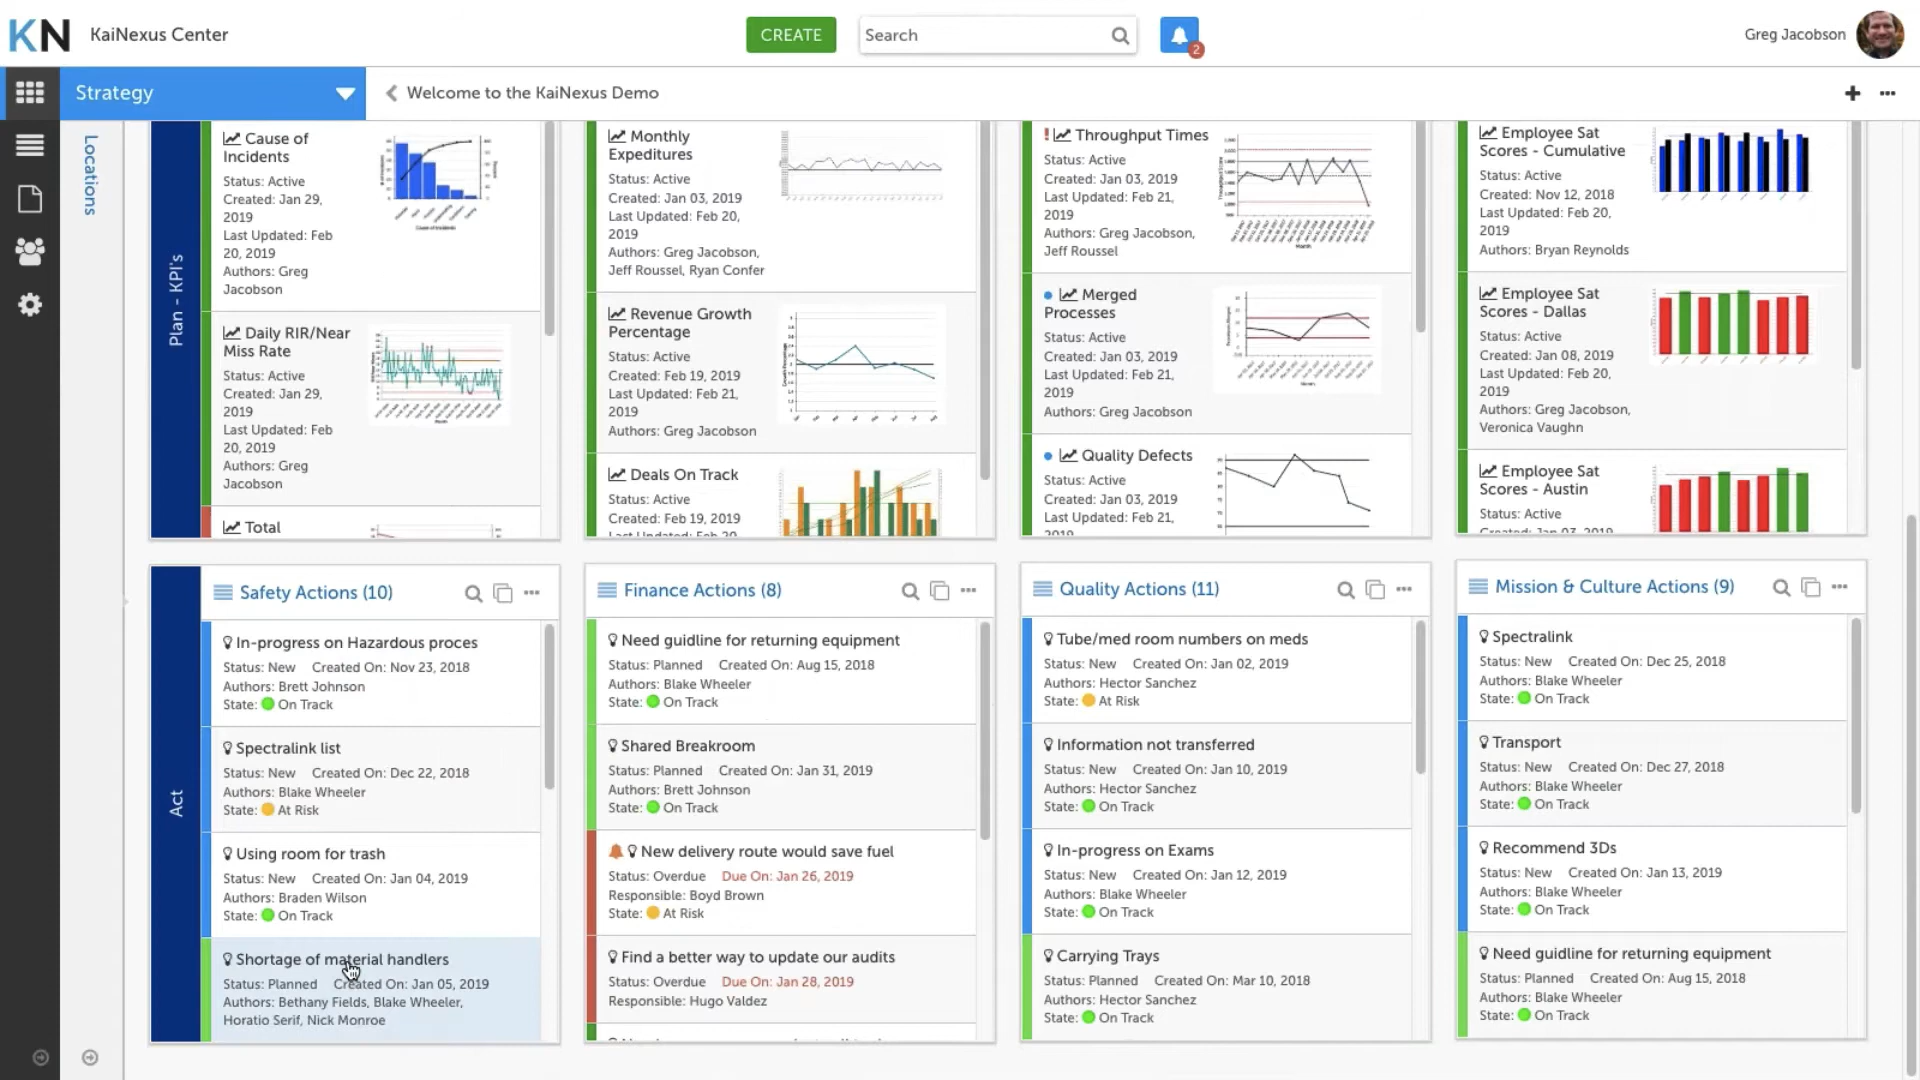 KN KaiNexus Center
CREATE
Search
2
Greg Jacobson
Strategy
Welcome to the KaiNexus Demo
Locations
Plan - KPI's
Cause of
Incidents
Status: Active
Created: Jan 29,
2019
Last Updated: Feb
20, 2019
Authors: Greg
Jacobson
Cause of Incidents
Daily RIR/Near
Miss Rate
Status: Active
Created: Jan 29,
2019
Last Updated: Feb
20, 2019
Authors: Greg
Jacobson
Total
Monthly
Expeditures
Status: Active
Created: Jan 03, 2019
Last Updated: Feb 20,
2019
Authors: Greg Jacobson,
Jeff Roussel, Ryan Confer
Revenue Growth
Percentage
Status: Active
Created: Feb 19, 2019
Last Updated: Feb 21,
2019
Authors: Greg Jacobson
Deals On Track
Status: Active
Created: Feb 19, 2019
Last Updated: Feb 20
Throughput Times
Status: Active
Created: Jan 03, 2019
Last Updated: Feb 21,
2019
Authors: Greg Jacobson,
Jeff Roussel
Month
Merged
Processes
Status: Active
Created: Jan 03, 2019
Last Updated: Feb 21,
2019
Authors: Greg Jacobson
Quality Defects
Status: Active
Created: Jan 03, 2019
Last Updated: Feb 21,
2019
Employee Sat
Scores - Cumulative
Status: Active
Created: Nov 12, 2018
Last Updated: Feb 20,
2019
Authors: Bryan Reynolds
Employee Sat
Scores - Dallas
Status: Active
Created: Jan 08, 2019
Last Updated: Feb 20,
2019
Authors: Greg Jacobson,
Veronica Vaughn
Employee Sat
Scores - Austin
Status: Active
Created: Jan 03, 2019
Act
Safety Actions (10)
In-progress on Hazardous proces
Status: New Created On: Nov 23, 2018
Authors: Brett Johnson
State: On Track
Spectralink list
Status: New Created On: Dec 22, 2018
Authors: Blake Wheeler
State: At Risk
Using room for trash
Status: New Created On: Jan 04, 2019
Authors: Braden Wilson
State: On Track
Shortage of material handlers
Status: Planned Created On: Jan 05, 2019
Authors: Bethany Fields, Blake Wheeler,
Horatio Serif, Nick Monroe
Finance Actions (8)
Need guidline for returning equipment
Status: Planned Created On: Aug 15, 2018
Authors: Blake Wheeler
State: On Track
Shared Breakroom
Status: Planned Created On: Jan 31, 2019
Authors: Brett Johnson
State: On Track
New delivery route would save fuel
Status: Overdue Due On: Jan 26, 2019
Responsible: Boyd Brown
State: At Risk
Find a better way to update our audits
Status: Overdue Due On: Jan 28, 2019
Responsible: Hugo Valdez
Quality Actions (11)
Tube/med room numbers on meds
Status: New Created On: Jan 02, 2019
Authors: Hector Sanchez
State: At Risk
Information not transferred
Status: New Created On: Jan 10, 2019
Authors: Hector Sanchez
State: On Track
In-progress on Exams
Status: New Created On: Jan 12, 2019
Authors: Blake Wheeler
State: On Track
Carrying Trays
Status: Planned Created On: Mar 10, 2018
Authors: Hector Sanchez
State: On Track
Mission & Culture Actions (9)
Spectralink
Status: New Created On: Dec 25, 2018
Authors: Blake Wheeler
State: On Track
Transport
Status: New Created On: Dec 27, 2018
Authors: Blake Wheeler
State: On Track
Recommend 3Ds
Status: New Created On: Jan 13, 2019
Authors: Blake Wheeler
State: On Track
Need guidline for returning equipment
Status: Planned Created On: Aug 15, 2018
Authors: Blake Wheeler
State: On Track